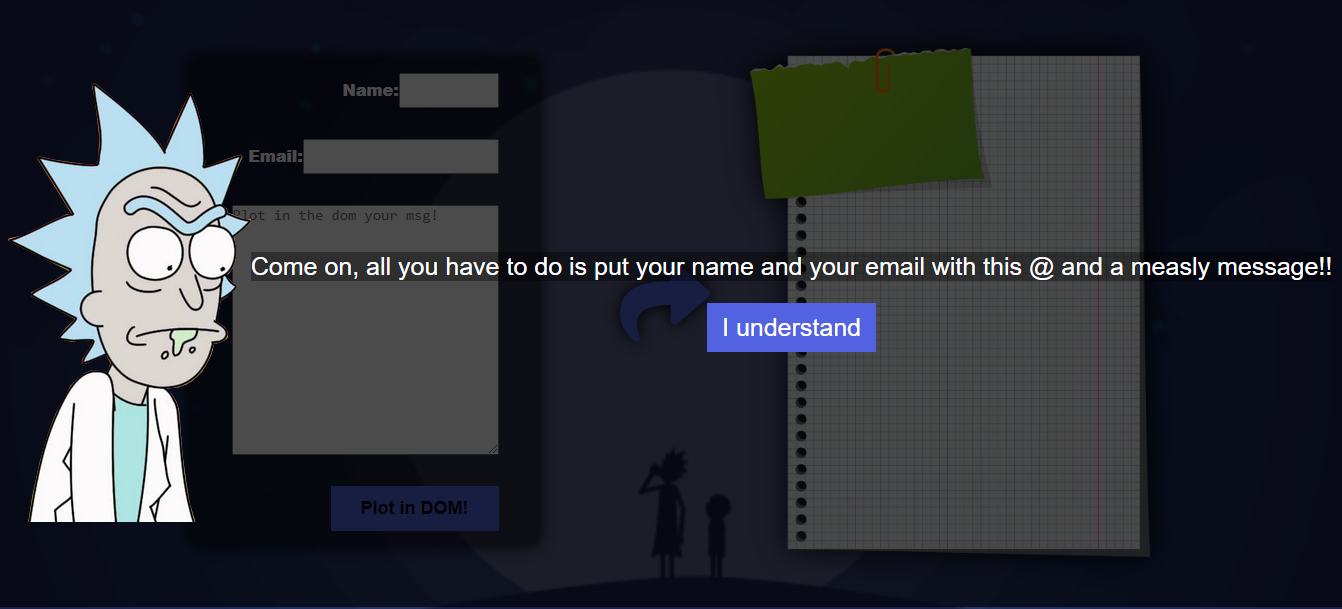 Name:
Email:
Plot in the dom your msg!
Come on, all you have to do is put your name and your email with this @ and a measly message!!
I understand
Plot in DOM!